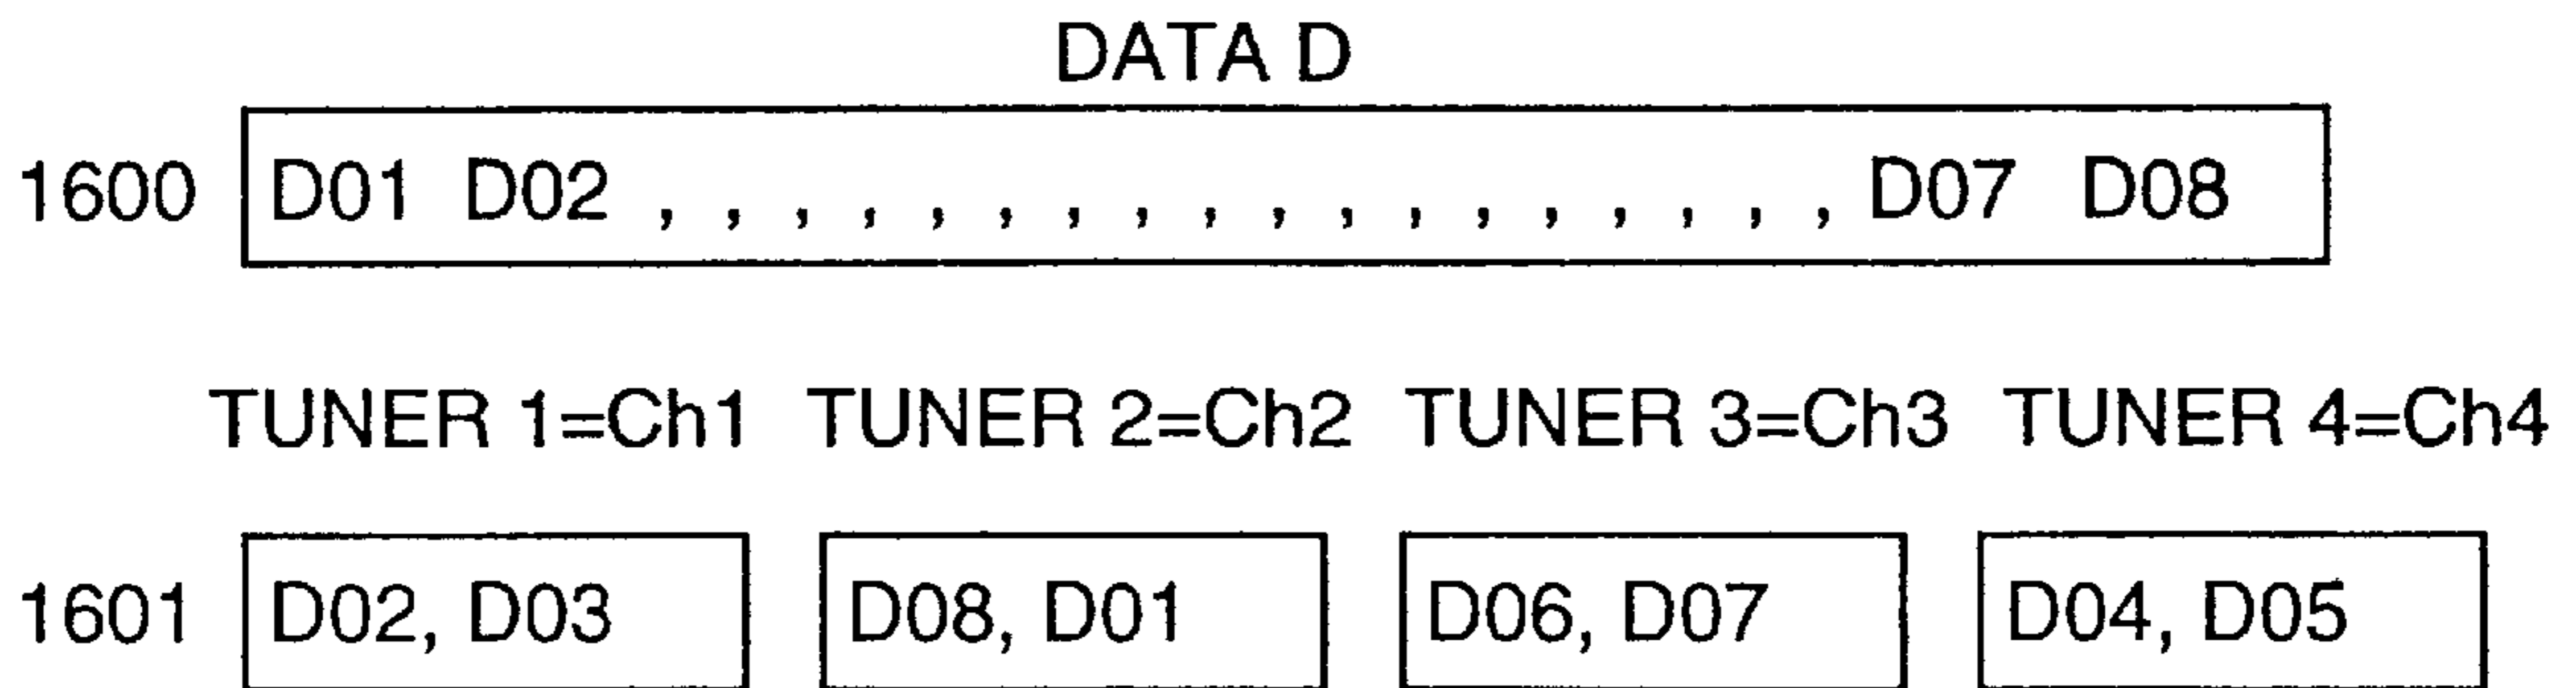 DATA D
1600 D01 D02 , , , , , , , , , , , , , , , , , , D07 D08
TUNER 1=Ch1 TUNER 2=Ch2 TUNER 3=Ch3 TUNER 4=Ch4
1601 D02, D03 D08, D01 D06, D07 D04, D05